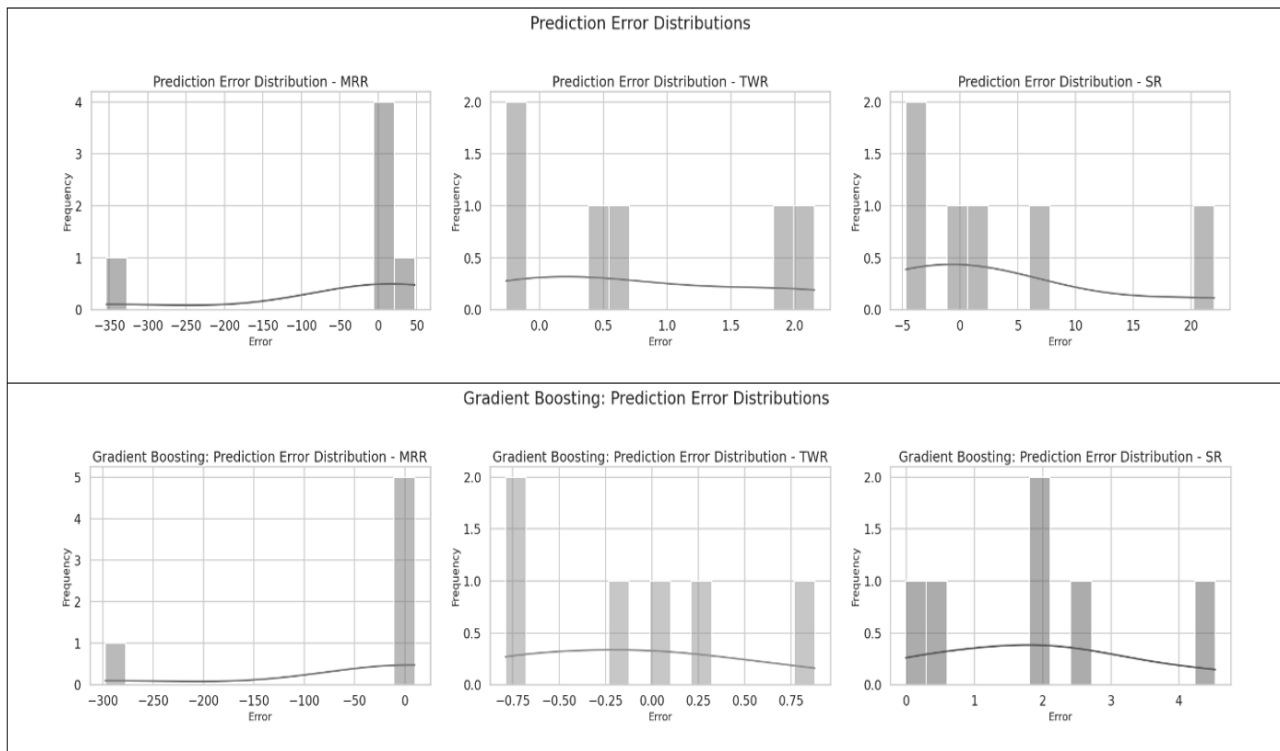 Prediction Error Distributions
Prediction Error Distribution - MRR
4
3
2
1
0
Frequency
−350 −300 −250 −200 −150 −100 −50 0 50
Error
Prediction Error Distribution - TWR
2.0
1.5
1.0
0.5
0.0
Frequency
0.0 0.5 1.0 1.5 2.0
Error
Prediction Error Distribution - SR
2.0
1.5
1.0
0.5
0.0
Frequency
−5 0 5 10 15 20
Error
Gradient Boosting: Prediction Error Distributions
Gradient Boosting: Prediction Error Distribution - MRR
5
4
3
2
1
0
Frequency
−300 −250 −200 −150 −100 −50 0
Error
Gradient Boosting: Prediction Error Distribution - TWR
2.0
1.5
1.0
0.5
0.0
Frequency
−0.75 −0.50 −0.25 0.00 0.25 0.50 0.75
Error
Gradient Boosting: Prediction Error Distribution - SR
2.0
1.5
1.0
0.5
0.0
Frequency
0 1 2 3 4
Error